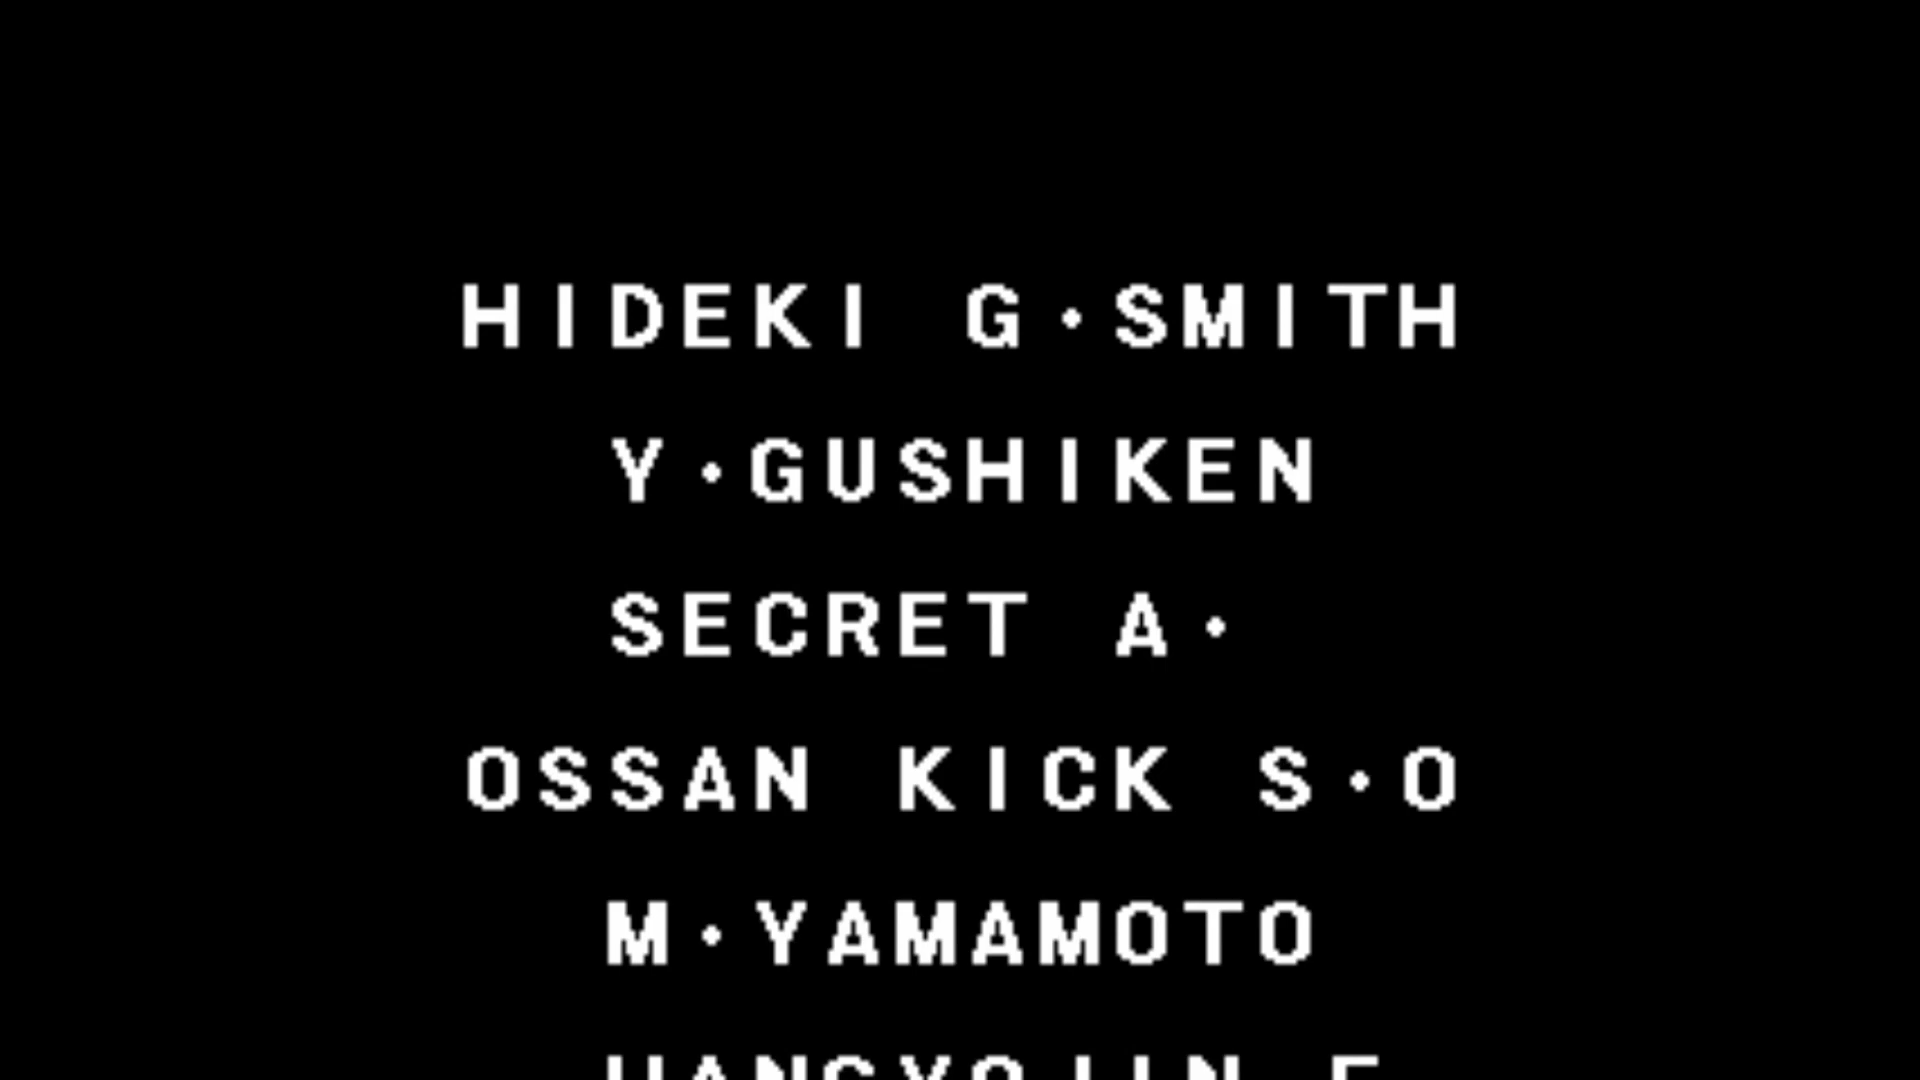 HIDEKI G·SMITH
Y·GUSHIKEN
SECRET A·
OSSAN KICK S·O
M·YAMAMOTO